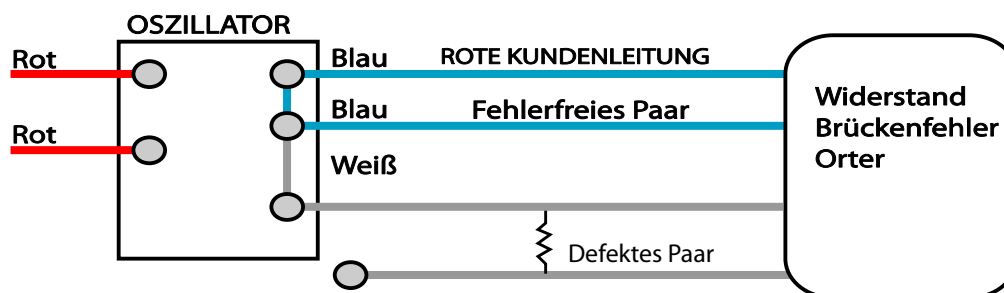 OSZILLATOR
Rot
Blau
ROTE KUNDENLEITUNG
Rot
Blau
Fehlerfreies Paar
Weiß
Defektes Paar
Widerstand
Brückenfehler
Orter